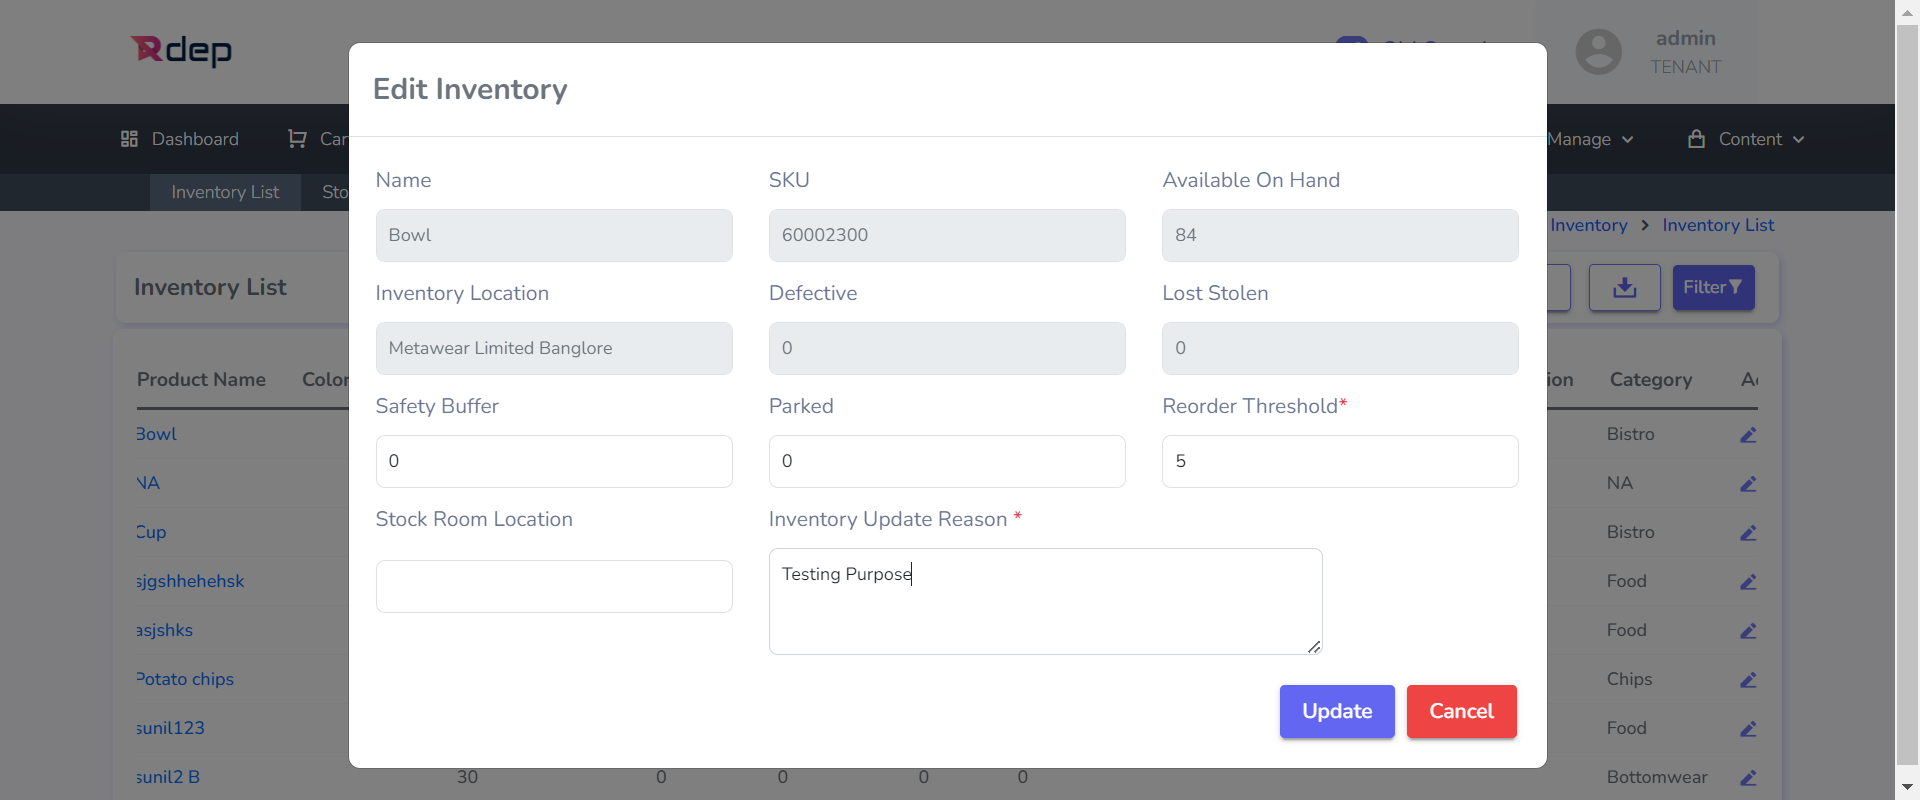 Rdep
admin
TENANT
Edit Inventory
Dashboard
Manage
Content
Inventory List
Inventory > Inventory List
Name
SKU
Available On Hand
Bowl
60002300
84
Inventory List
Filter
Inventory Location
Defective
Lost Stolen
Metawear Limited Banglore
0
0
Product Name
Category
Safety Buffer
Parked
Reorder Threshold*
Bowl
Bistro
0
0
5
NA
NA
Stock Room Location
Inventory Update Reason *
Cup
Bistro
Testing Purpose
sjgshhehehsk
Food
asjshks
Food
Potato chips
Chips
Update
Cancel
sunil123
Food
sunil2 B
30
0
0
0
0
Bottomwear